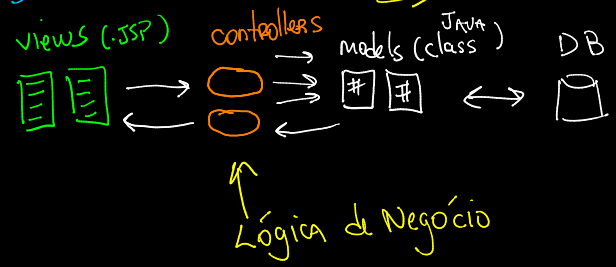 views (.JSP)
controllers
models (class JAVA)
DB
# #
Lógica de Negócio